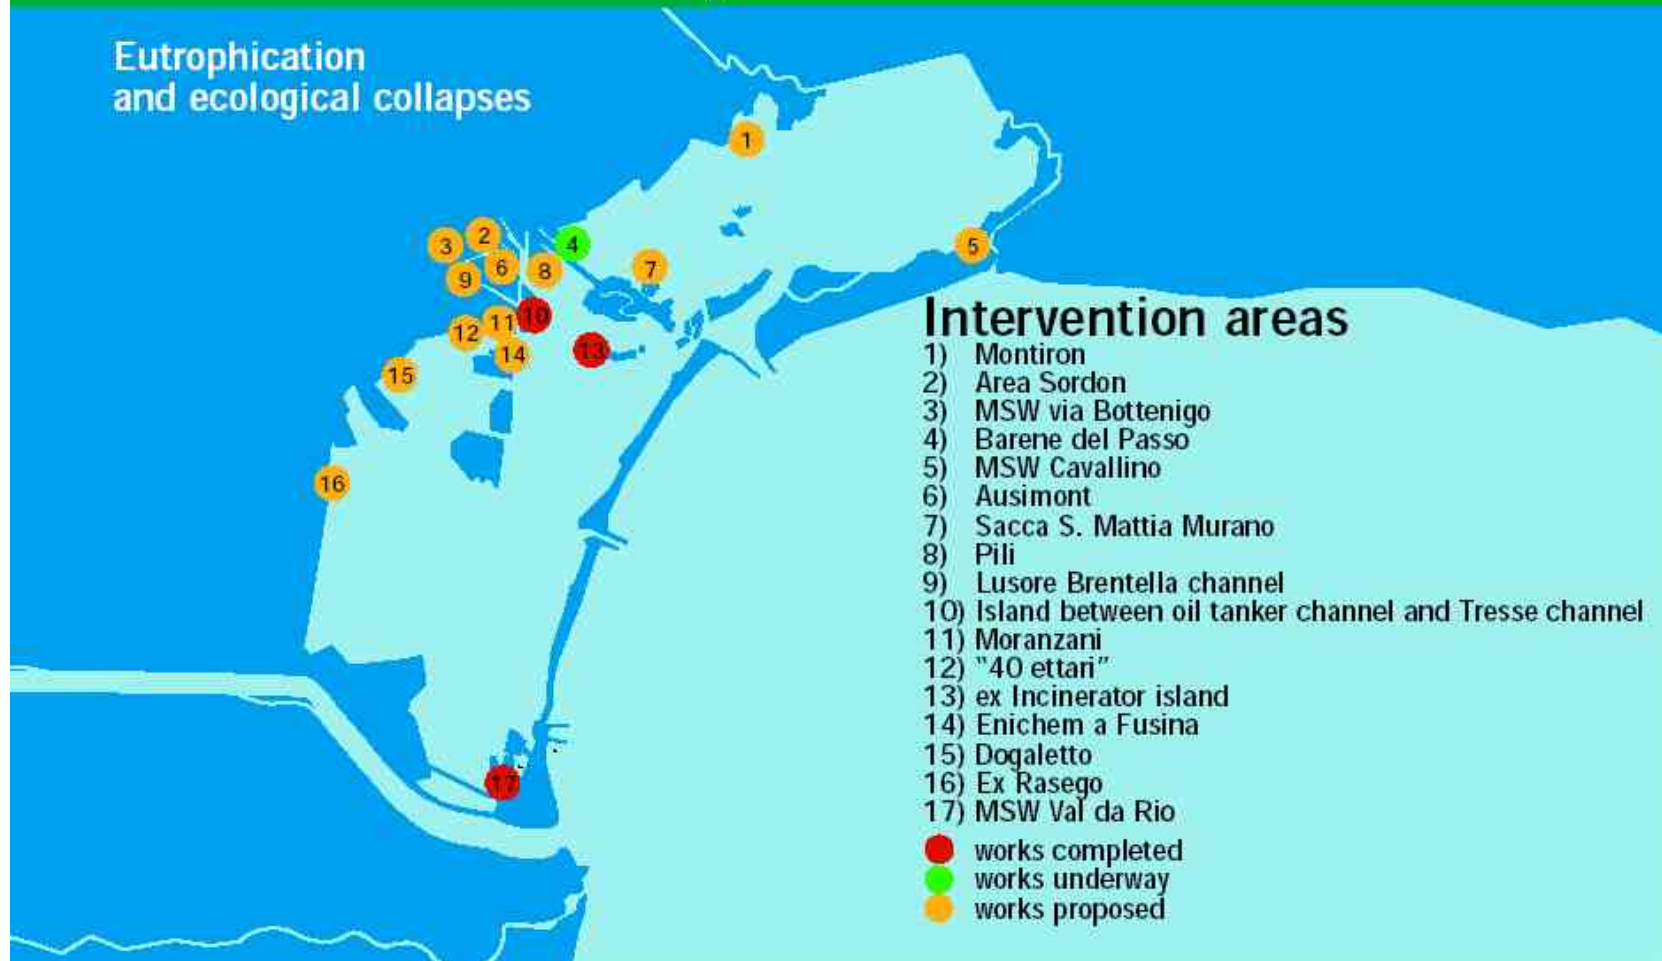 Eutrophication
and ecological collapses
1
2
3
4
5
6
7
8
9
10
11
12
13
14
15
16
17
Intervention areas
1) Montiron
2) Area Sordon
3) MSW via Bottenigo
4) Barene del Passo
5) MSW Cavallino
6) Ausimont
7) Sacca S. Mattia Murano
8) Pili
9) Lusore Brentella channel
10) Island between oil tanker channel and Tresse channel
11) Moranzani
12) "40 ettari"
13) ex Incinerator island
14) Enichem a Fusina
15) Dogaletto
16) Ex Rasego
17) MSW Val da Rio
works completed
works underway
works proposed